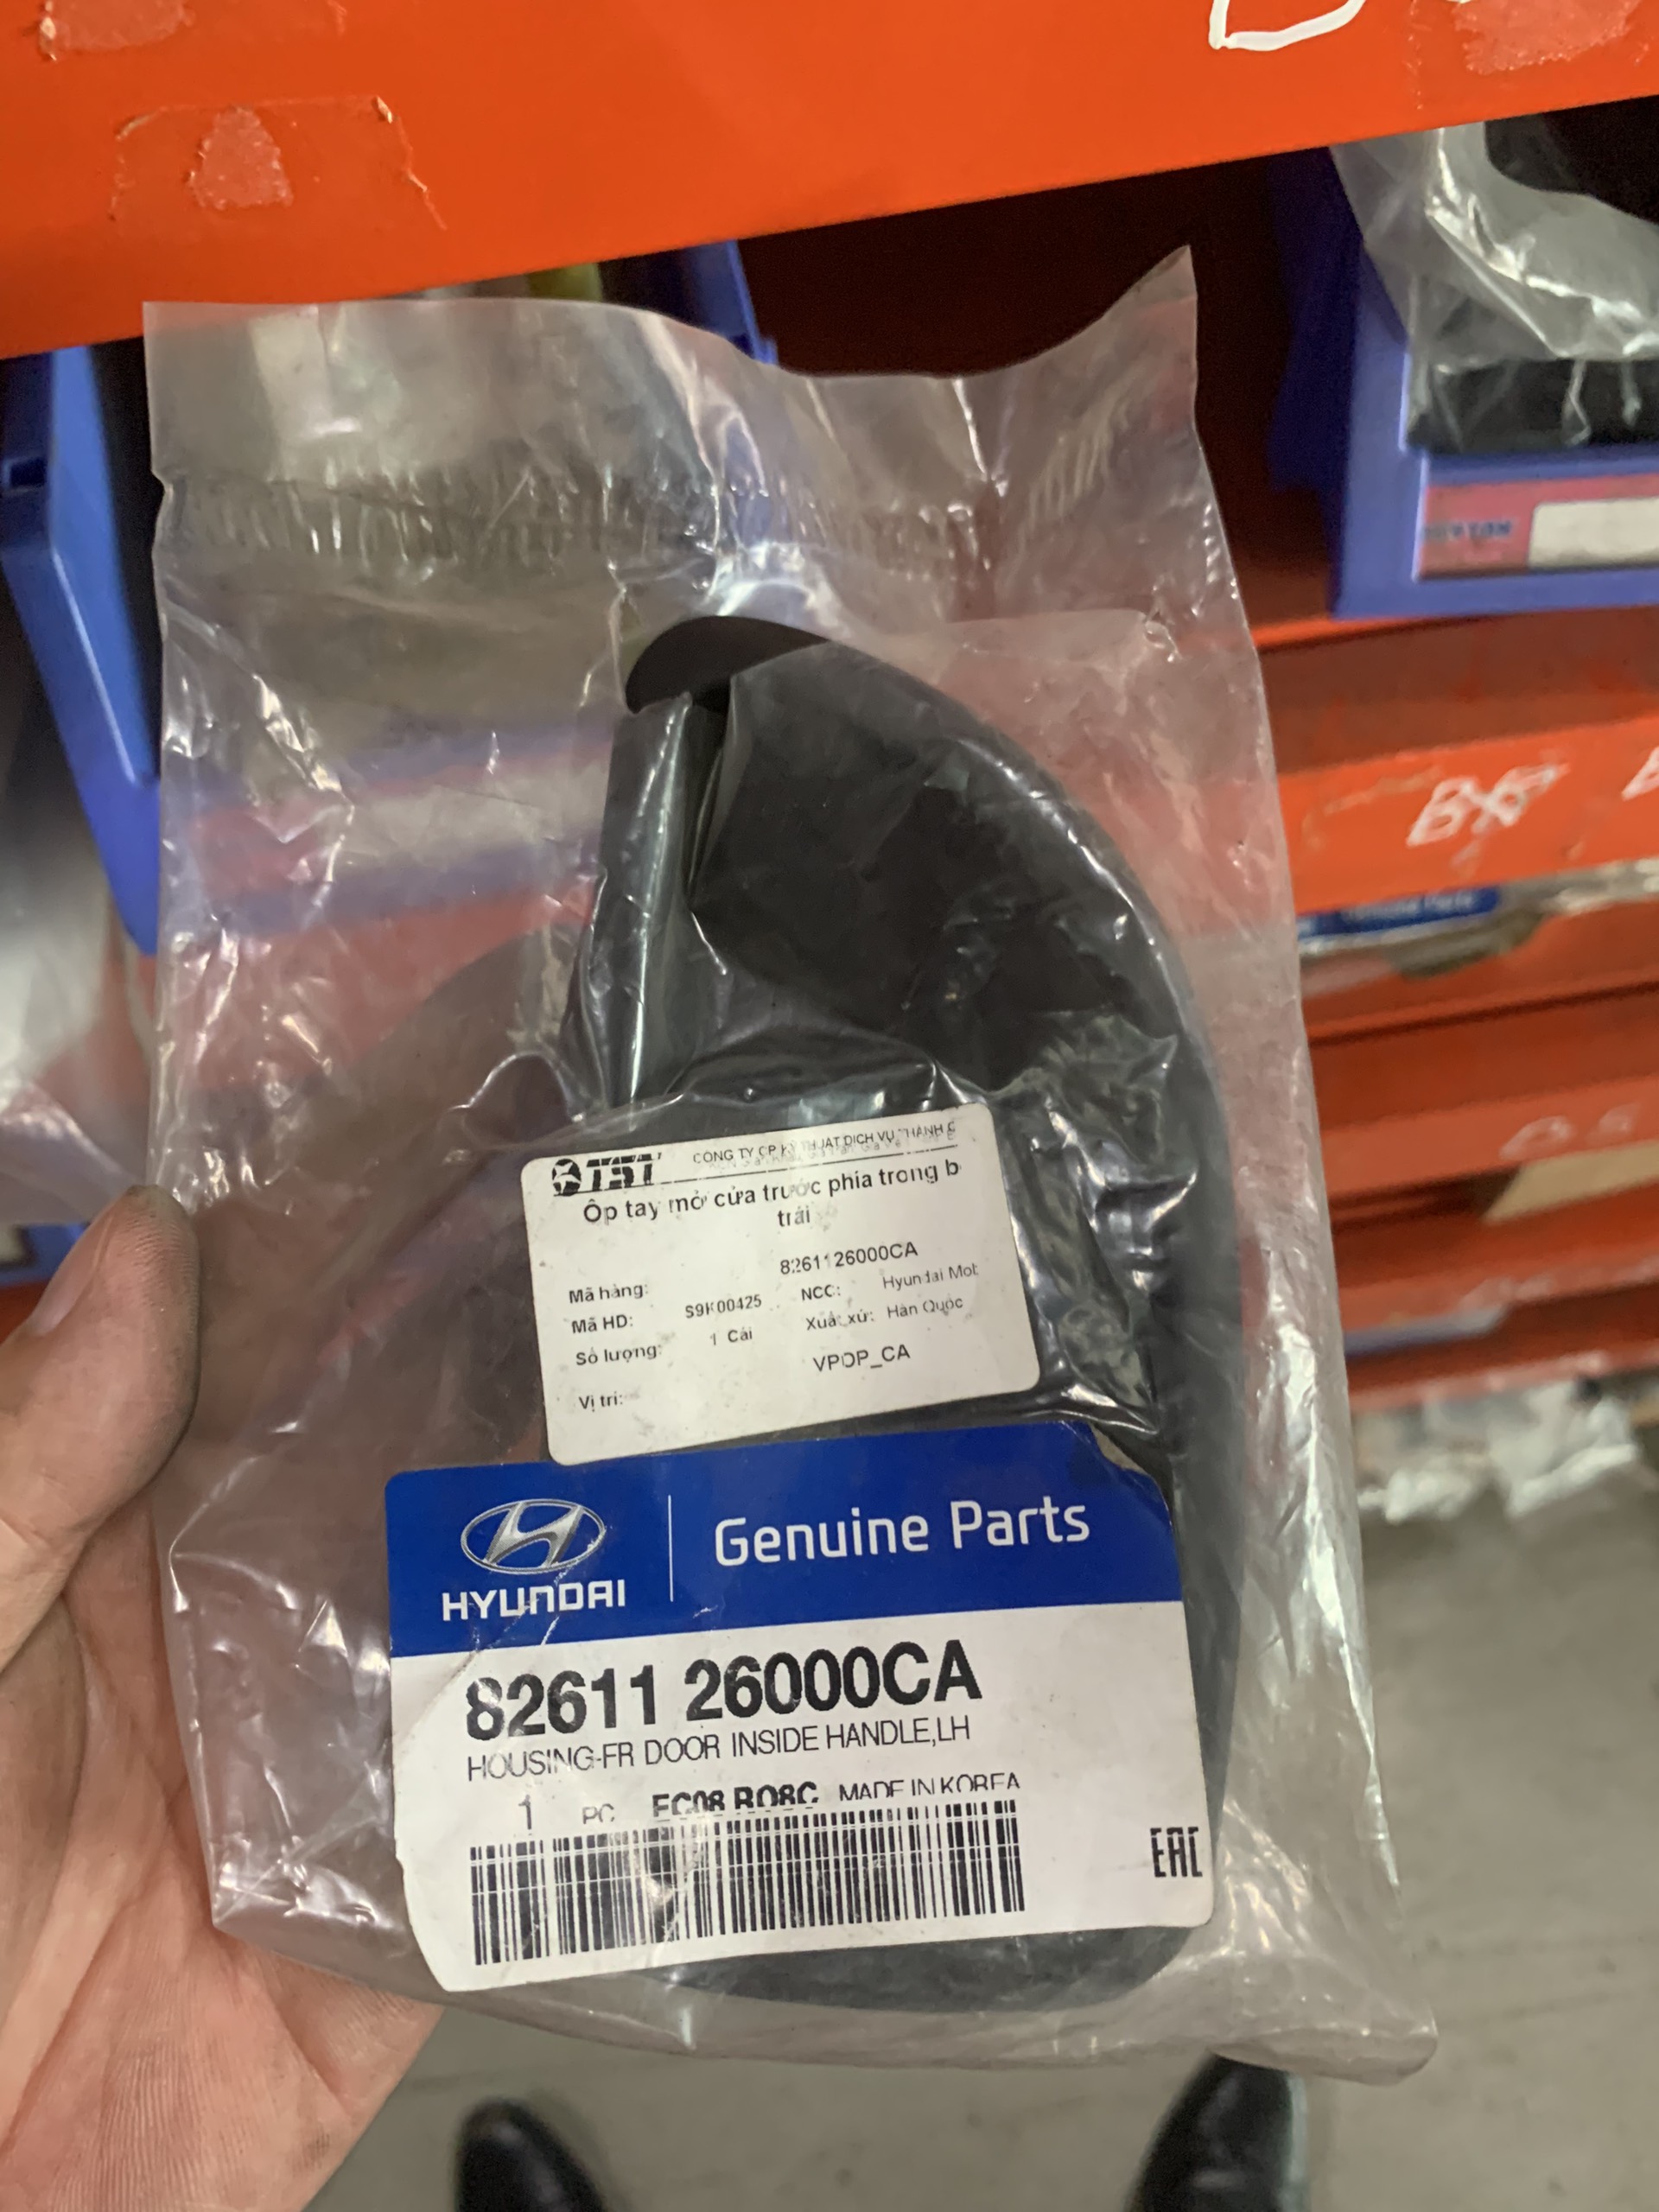 TST
CÔNG TY CP KỸ THUẬT DỊCH VỤ THÀNH C
Ốp tay mở cửa trước phía trong b
trái
Mã hàng: 8261126000CA
Mã HD: S9K00425 NCC: Hyundai Mob
Số lượng: 1 Cái Xuất xứ: Hàn Quốc
Vị trí: VPDP_CA
HYUNDAI Genuine Parts
82611 26000CA
HOUSING-FR DOOR INSIDE HANDLE,LH
1 PC MADE IN KOREA
EAC
Genuine Parts